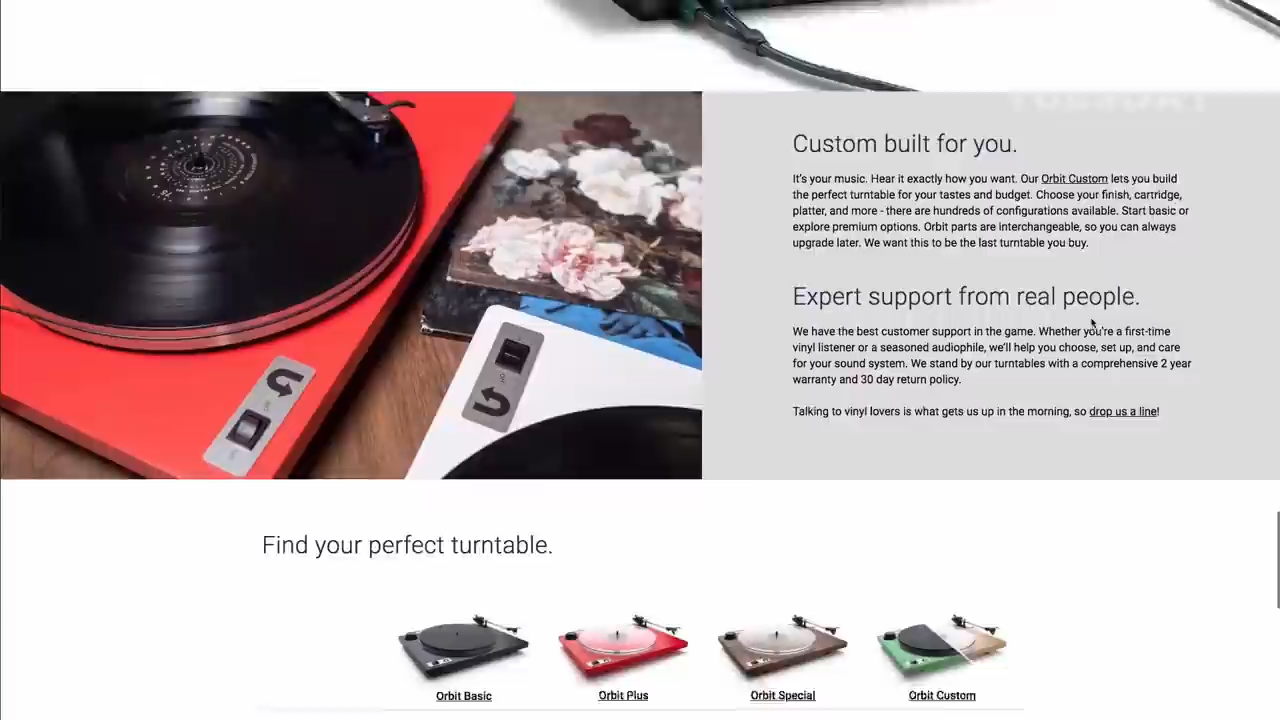 Custom built for you.
It's your music. Hear it exactly how you want. Our Orbit Custom lets you build
the perfect turntable for your tastes and budget. Choose your finish, cartridge,
platter, and more - there are hundreds of configurations available. Start basic or
explore premium options. Orbit parts are interchangeable, so you can always
upgrade later. We want this to be the last turntable you buy.
Expert support from real people.
We have the best customer support in the game. Whether you're a first-time
vinyl listener or a seasoned audiophile, we'll help you choose, set up, and care
for your sound system. We stand by our turntables with a comprehensive 2 year
warranty and 30 day return policy.
Talking to vinyl lovers is what gets us up in the morning, so drop us a line!
Find your perfect turntable.
Orbit Basic
Orbit Plus
Orbit Special
Orbit Custom